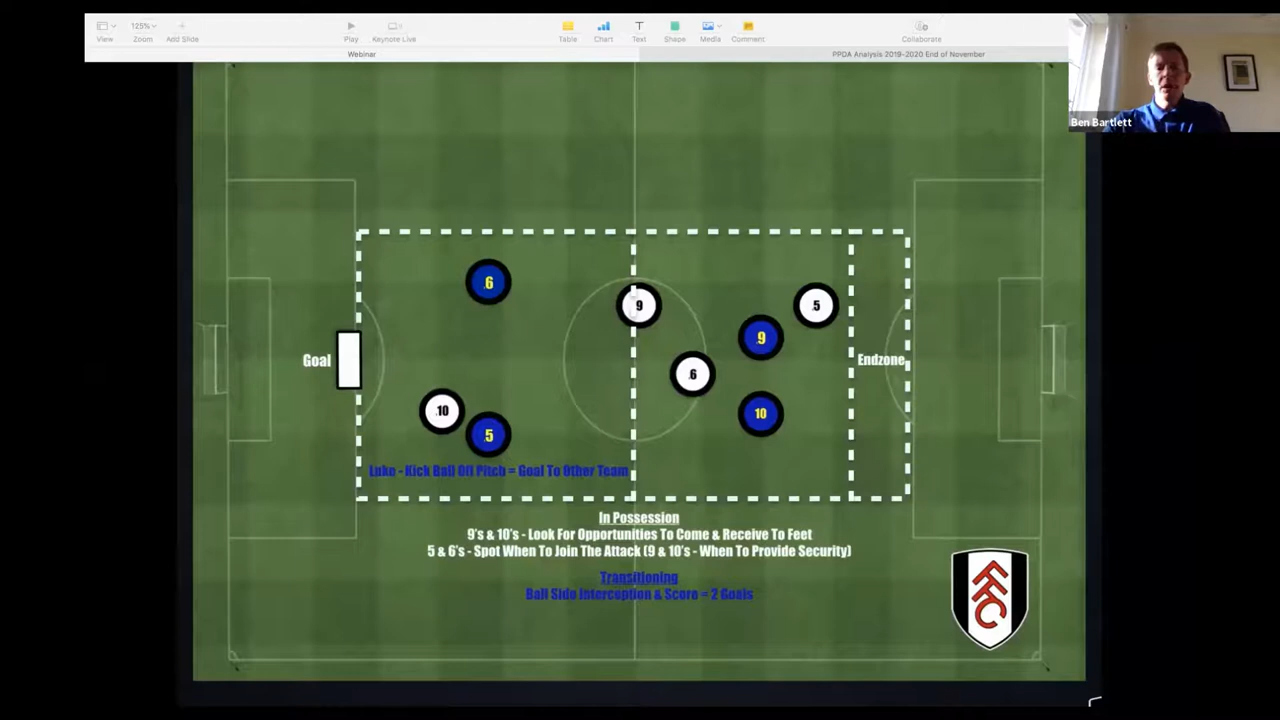 125%
View
Zoom
Add Slide
Play
Keynote Live
Table
Chart
Text
Shape
Media
Comment
Collaborate
Webinar
PPDA Analysis 2019-2020 End of November
Ben Bartlett
6
9
5
9
Goal
6
Endzone
10
10
5
Luke - Kick Ball Off Pitch = Goal To Other Team
In Possession
9's & 10's - Look For Opportunities To Come & Receive To Feet
5 & 6's - Spot When To Join The Attack (9 & 10's - When To Provide Security)
Transitioning
Ball Side Interception & Score = 2 Goals
FFC